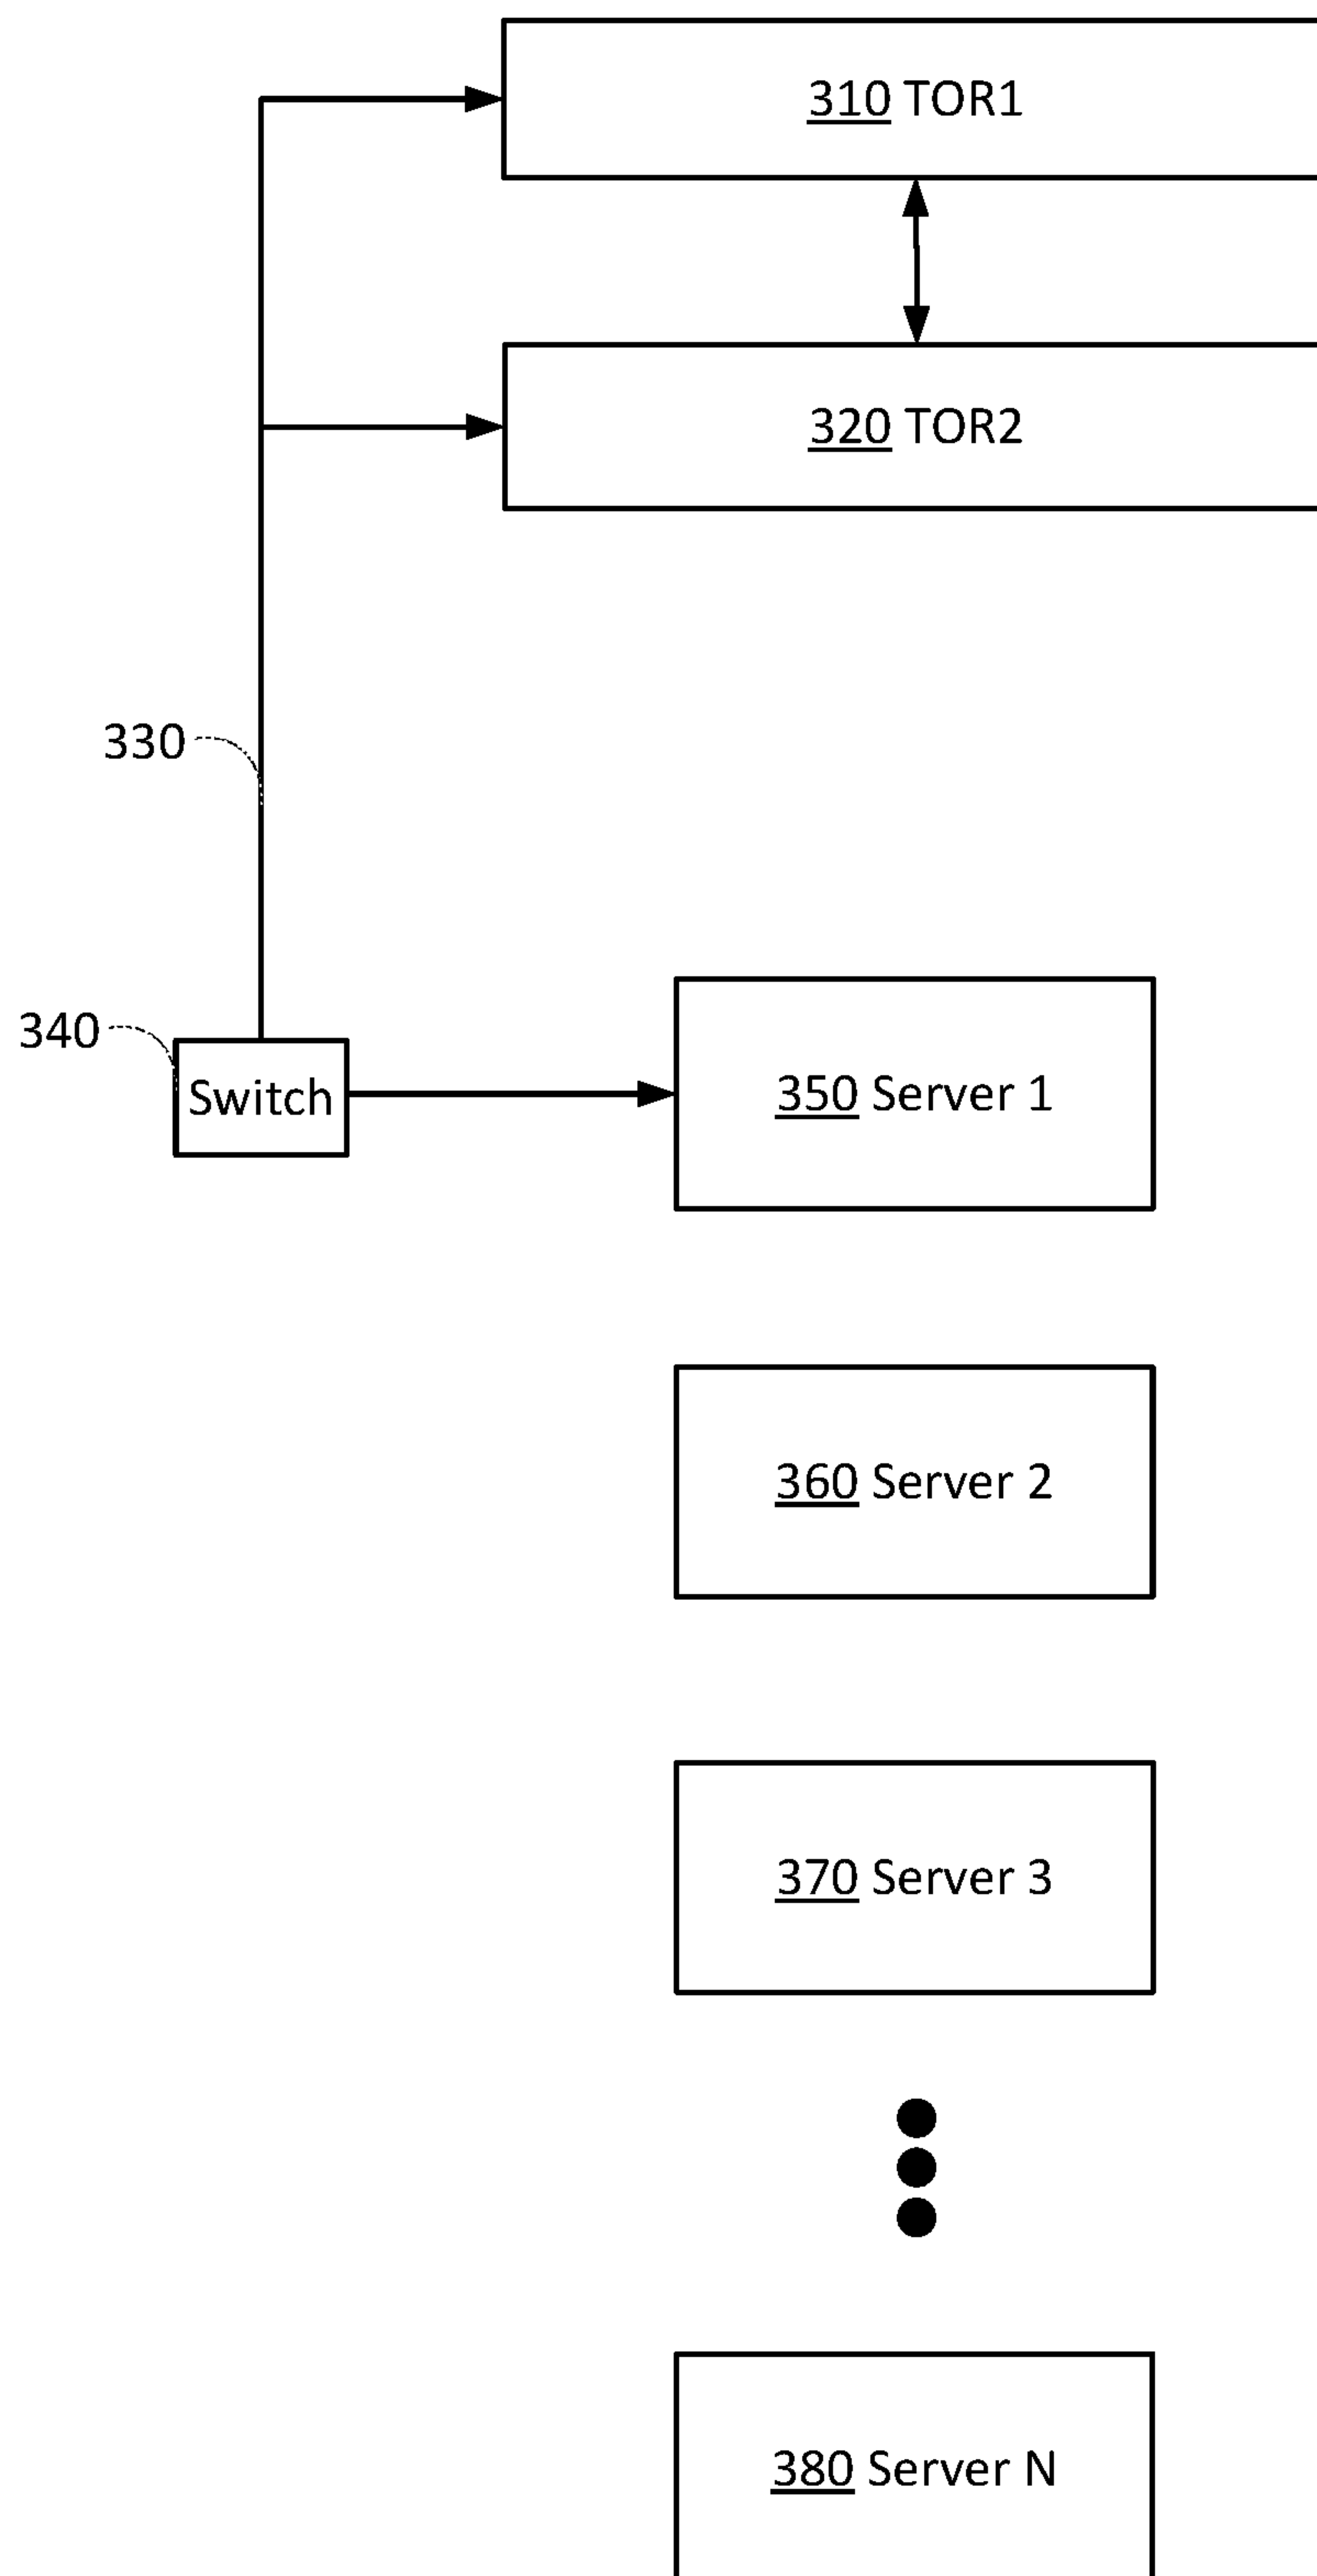 310 TOR1
320 TOR2
330
340
Switch
350 Server 1
360 Server 2
370 Server 3
380 Server N